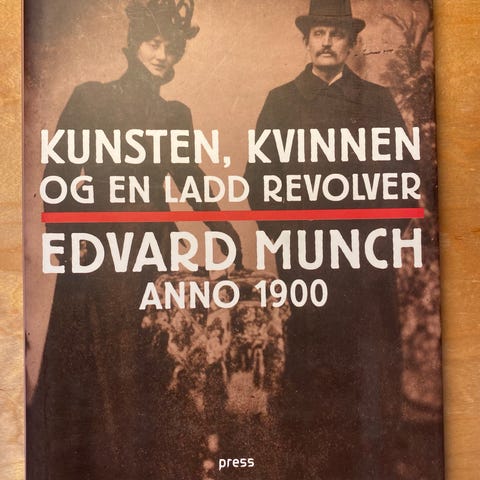 KUNSTEN, KVINNEN
OG EN LADD REVOLVER
EDVARD MUNCH
ANNO 1900
press